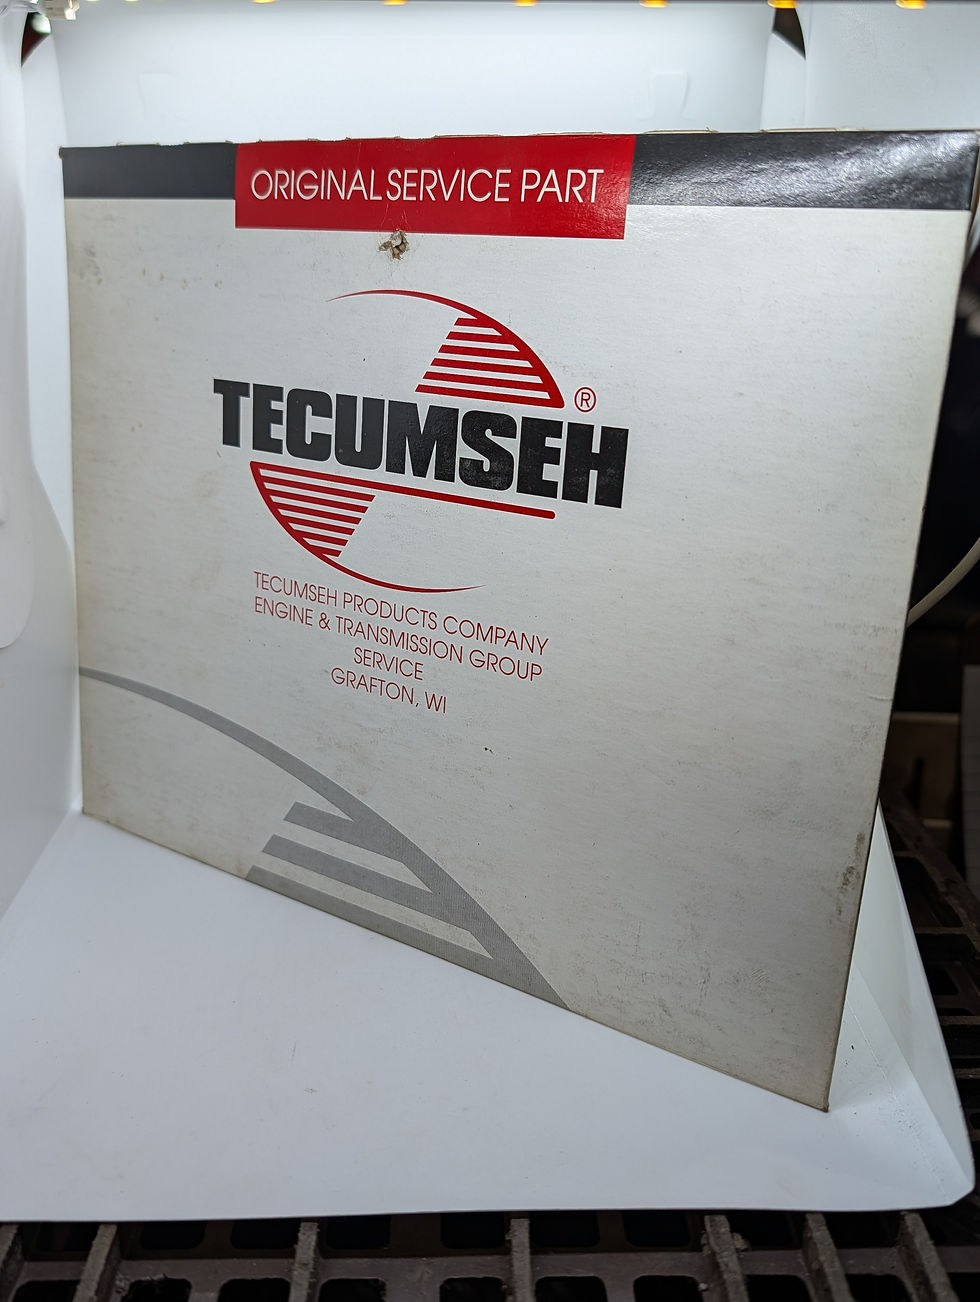 ORIGINAL SERVICE PART
TECUMSEH®
TECUMSEH PRODUCTS COMPANY
ENGINE & TRANSMISSION GROUP
SERVICE
GRAFTON, WI